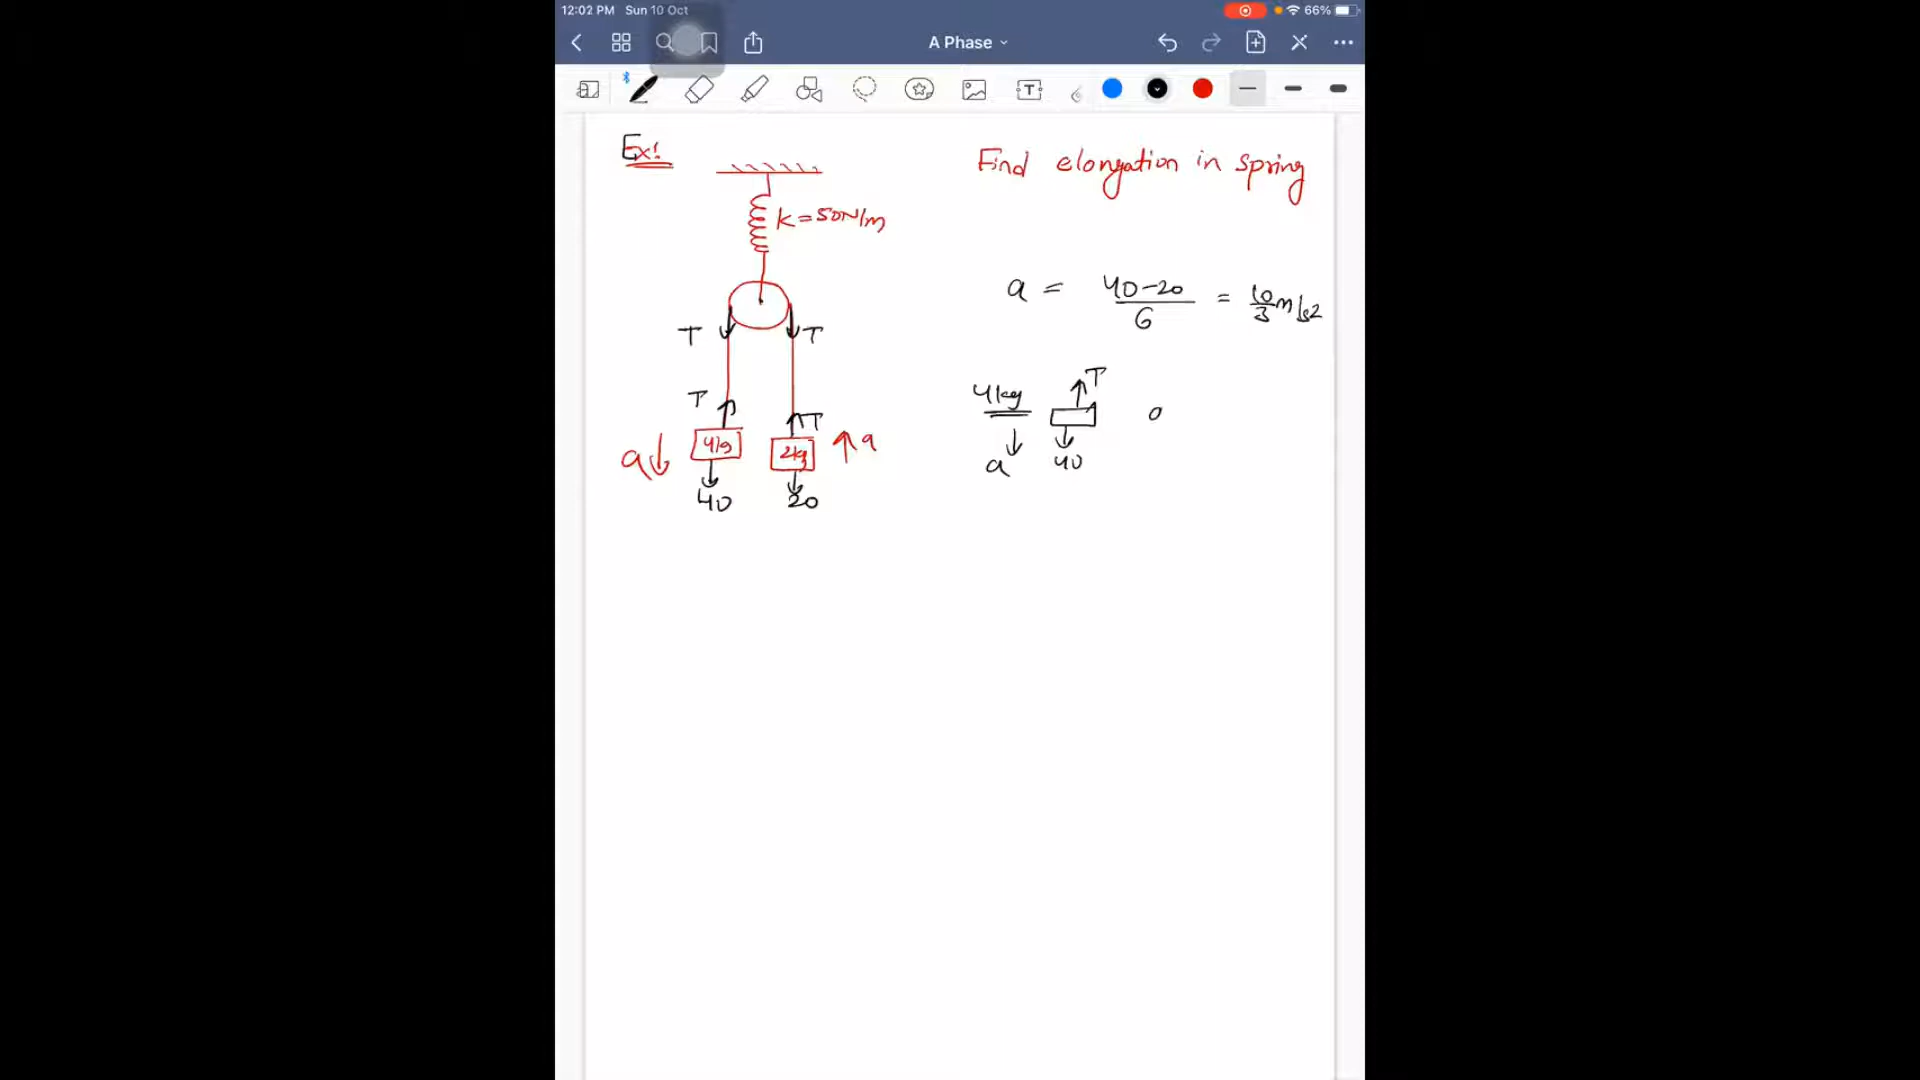 12:02 PM Sun 10 Oct
66%
A Phase
Ex:
Find elongation in spring
k = 50N/m
a = 40-20 / 6 = 10/3 m/s2
T T
T T
4kg T
a 4kg 2kg a
a 40
40 20